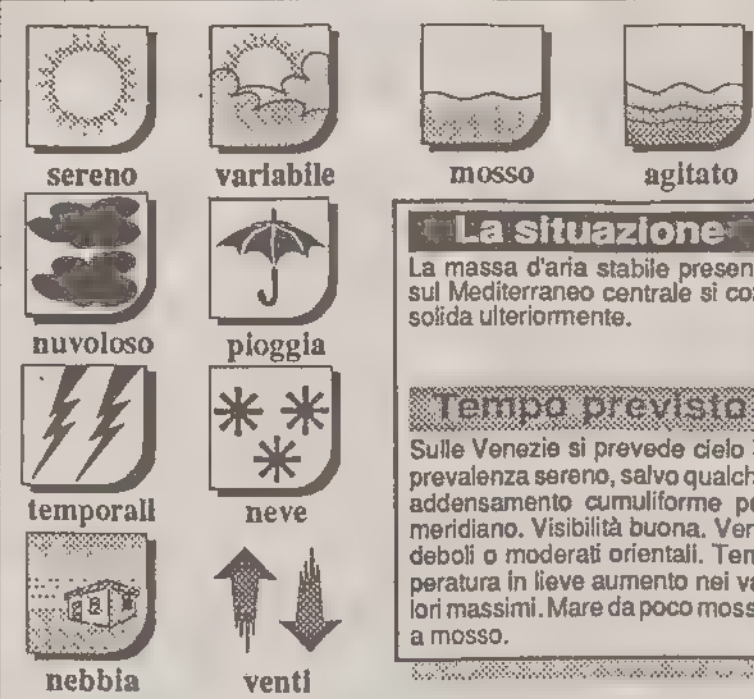 sereno
variabile
mosso
agitato
nuvoloso
pioggia
temporali
neve
nebbia
venti
La situazione
La massa d'aria stabile presen
sul Mediterraneo centrale si co
solida ulteriormente.
Tempo previsto
Sulle Venezie si prevede cielo
prevalenza sereno, salvo qualch
addensamento cumuliforme po
meridiano. Visibilità buona. Ven
deboli o moderati orientali. Tem
peratura in lieve aumento nei va
lori massimi. Mare da poco moss
a mosso.